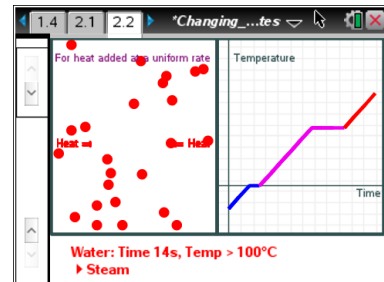 1.4 2.1 2.2 *Changing_...tes
For heat added at a uniform rate
Temperature
Heat
Heat
Time
Water: Time 14s, Temp > 100°C
Steam